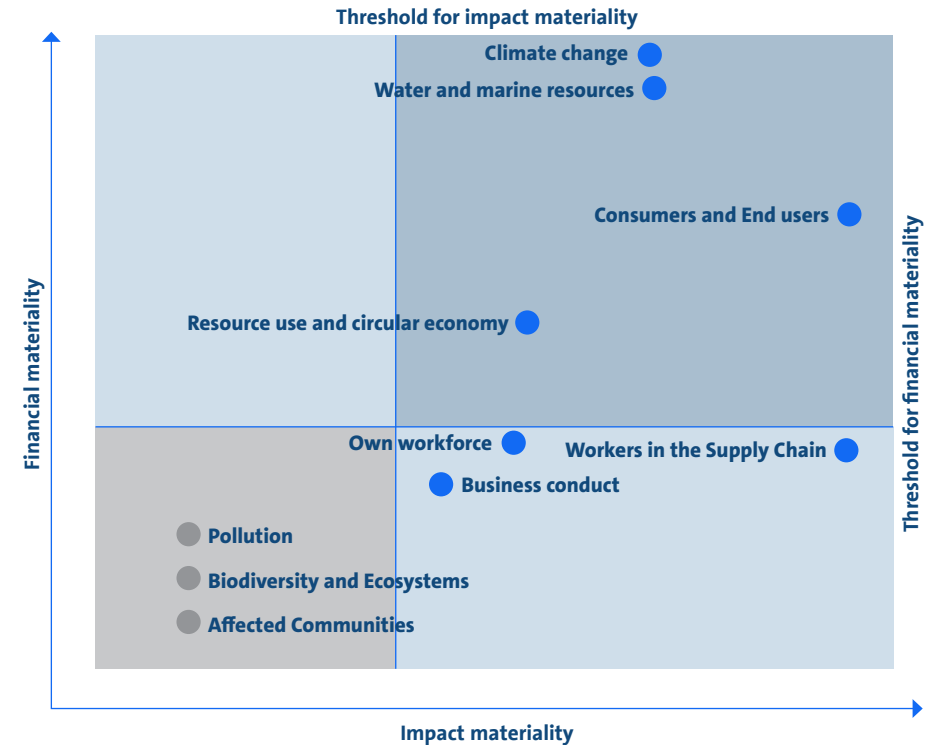 Threshold for impact materiality
Climate change
Water and marine resources
Consumers and End users
Resource use and circular economy
Own workforce
Workers in the Supply Chain
Business conduct
Pollution
Biodiversity and Ecosystems
Affected Communities
Financial materiality
Threshold for financial materiality
Impact materiality